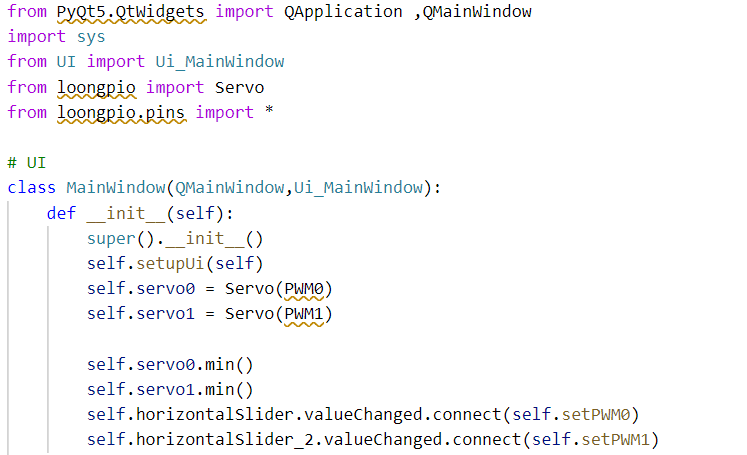 from PyQt5.QtWidgets import QApplication ,QMainWindow
import sys
from UI import Ui_MainWindow
from loongpio import Servo
from loongpio.pins import *
# UI
class MainWindow(QMainWindow,Ui_MainWindow):
    def __init__(self):
        super().__init__()
        self.setupUi(self)
        self.servo0 = Servo(PWM0)
        self.servo1 = Servo(PWM1)
        self.servo0.min()
        self.servo1.min()
        self.horizontalSlider.valueChanged.connect(self.setPWM0)
        self.horizontalSlider_2.valueChanged.connect(self.setPWM1)